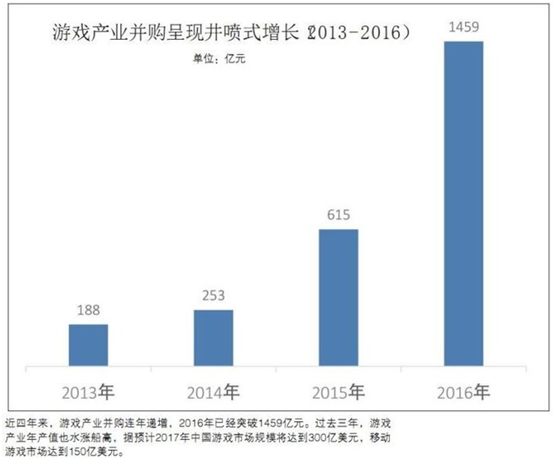 游戏产业并购呈现井喷式增长（2013-2016）
单位：亿元
1459
615
253
188
2013年
2014年
2015年
2016年
近四年来，游戏产业并购连年递增，2016年已经突破1459亿元。过去三年，游戏
产业年产值也水涨船高，据预计2017年中国游戏市场规模将达到300亿美元，移动
游戏市场达到150亿美元。